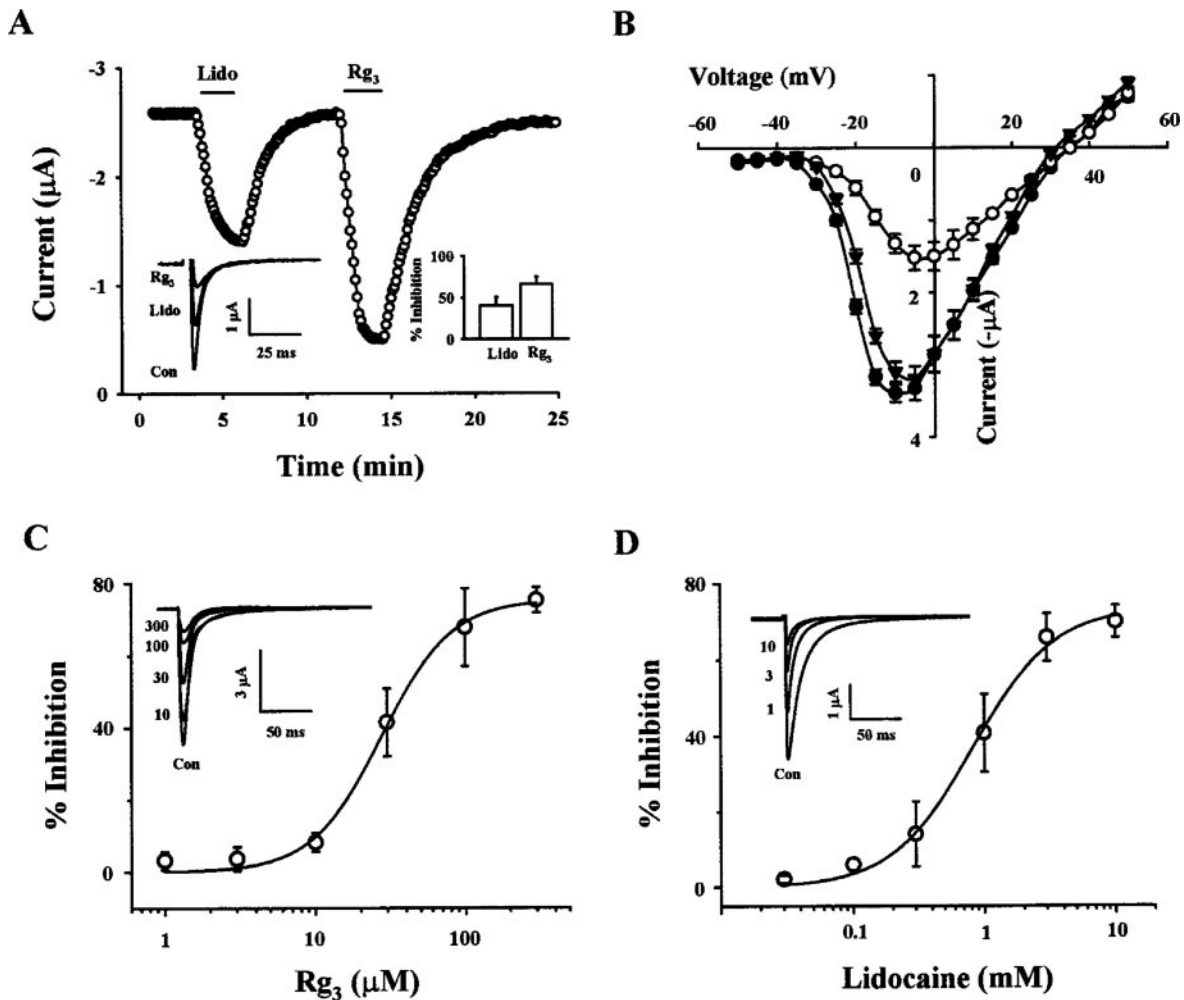 A
Lido
Rg3
-3
-2
-1
0
Current (μA)
Rg3
Lido
Con
1 μA
25 ms
% Inhibition
100
50
0
Lido
Rg3
0 5 10 15 20 25
Time (min)
B
Voltage (mV)
-60 -40 -20 0 20 40 60
2
4
Current (-μA)
C
80
40
0
% Inhibition
300
100
30
10
Con
3 μA
50 ms
1 10 100
Rg3 (μM)
D
80
40
0
% Inhibition
10
3
1
Con
1 μA
50 ms
0.1 1 10
Lidocaine (mM)